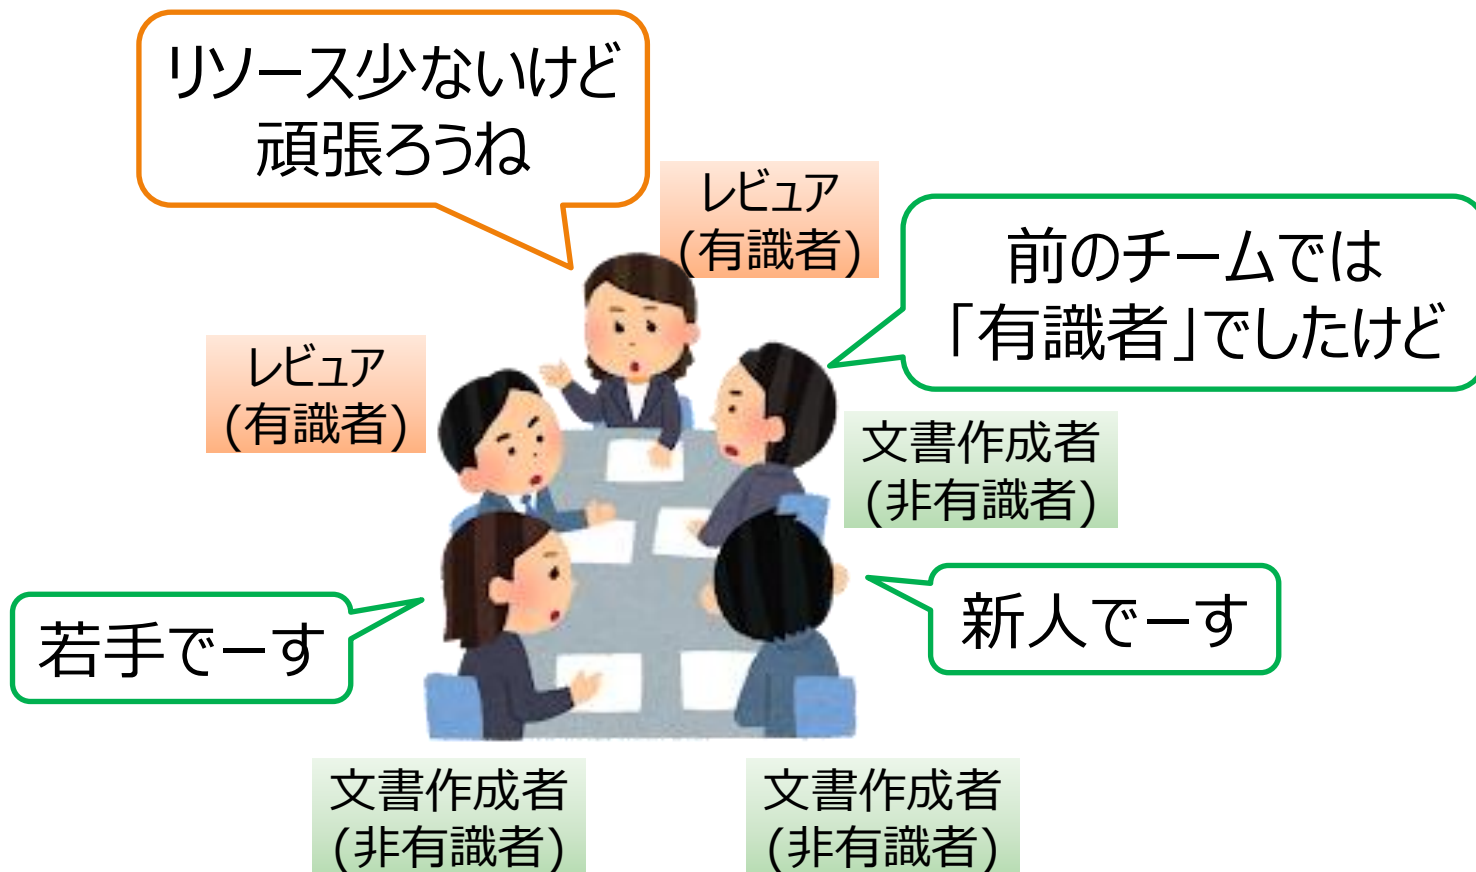 リソース少ないけど
頑張ろうね
レビュア
(有識者)
前のチームでは
「有識者」でしたけど
レビュア
(有識者)
文書作成者
(非有識者)
若手でーす
新人でーす
文書作成者
(非有識者)
文書作成者
(非有識者)